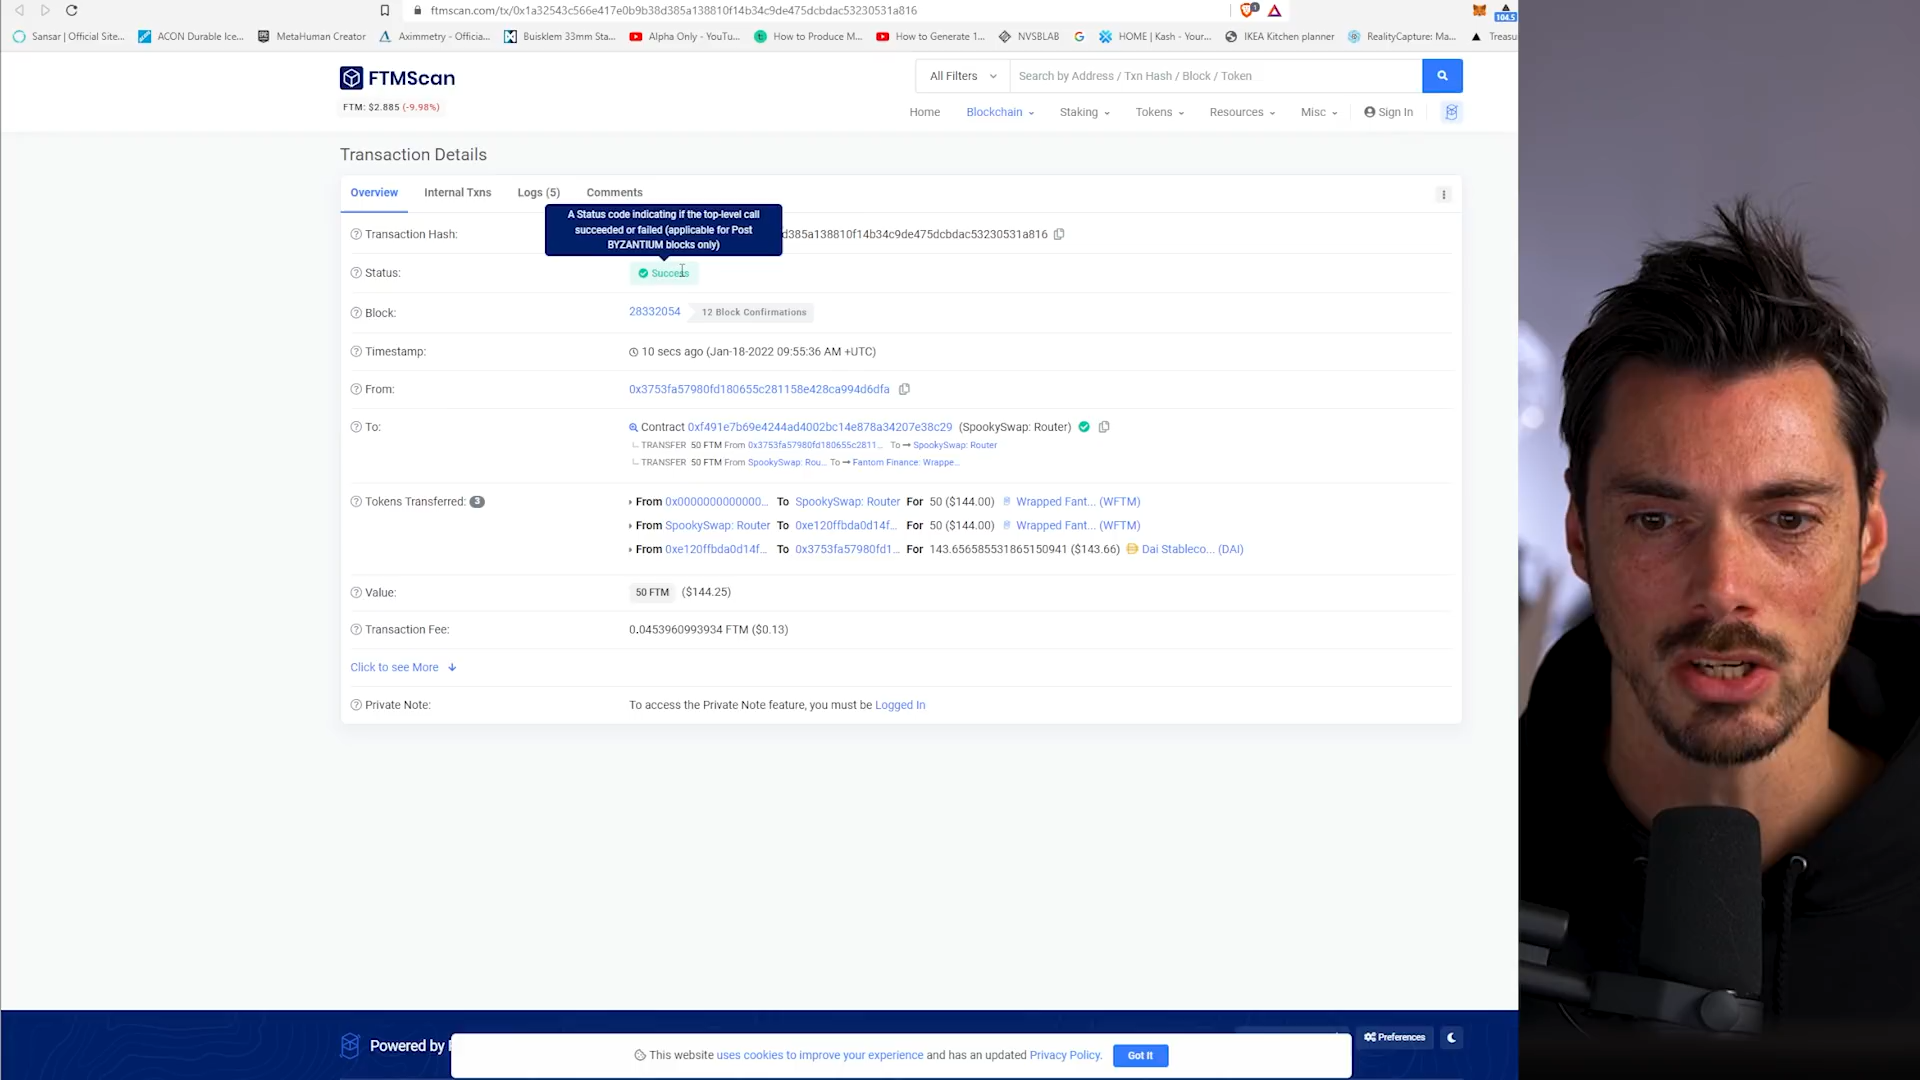 ftmscan.com/tx/0x1a32543c566e417e0b9b38d385a138810f14b34c9de475dcbdac53230531a816
1
104.5
Sansar | Official Site... ACON Durable Ice... MetaHuman Creator Aximmetry - Officia... Buisklem 33mm Sta... Alpha Only - YouTu... How to Produce M... How to Generate 1... NVSBLAB HOME | Kash - Your... IKEA Kitchen planner RealityCapture: Ma... Treasu
FTMScan
All Filters Search by Address / Txn Hash / Block / Token
FTM: $2.885 (-9.98%)
Home Blockchain Staking Tokens Resources Misc Sign In
Transaction Details
Overview Internal Txns Logs (5) Comments
A Status code indicating if the top-level call
succeeded or failed (applicable for Post
BYZANTIUM blocks only)
Transaction Hash: d385a138810f14b34c9de475dcbdac53230531a816
Status: Success
Block: 28332054 12 Block Confirmations
Timestamp: 10 secs ago (Jan-18-2022 09:55:36 AM +UTC)
From: 0x3753fa57980fd180655c281158e428ca994d6dfa
To: Contract 0xf491e7b69e4244ad4002bc14e878a34207e38c29 (SpookySwap: Router)
TRANSFER 50 FTM From 0x3753fa57980fd180655c2811... To → SpookySwap: Router
TRANSFER 50 FTM From SpookySwap: Rou... To → Fantom Finance: Wrappe...
Tokens Transferred: 3 From 0x0000000000000... To SpookySwap: Router For 50 ($144.00) Wrapped Fant... (WFTM)
From SpookySwap: Router To 0xe120ffbda0d14f... For 50 ($144.00) Wrapped Fant... (WFTM)
From 0xe120ffbda0d14f... To 0x3753fa57980fd1... For 143.656585531865150941 ($143.66) Dai Stableco... (DAI)
Value: 50 FTM ($144.25)
Transaction Fee: 0.0453960993934 FTM ($0.13)
Click to see More
Private Note: To access the Private Note feature, you must be Logged In
Powered by
Preferences
This website uses cookies to improve your experience and has an updated Privacy Policy. Got It